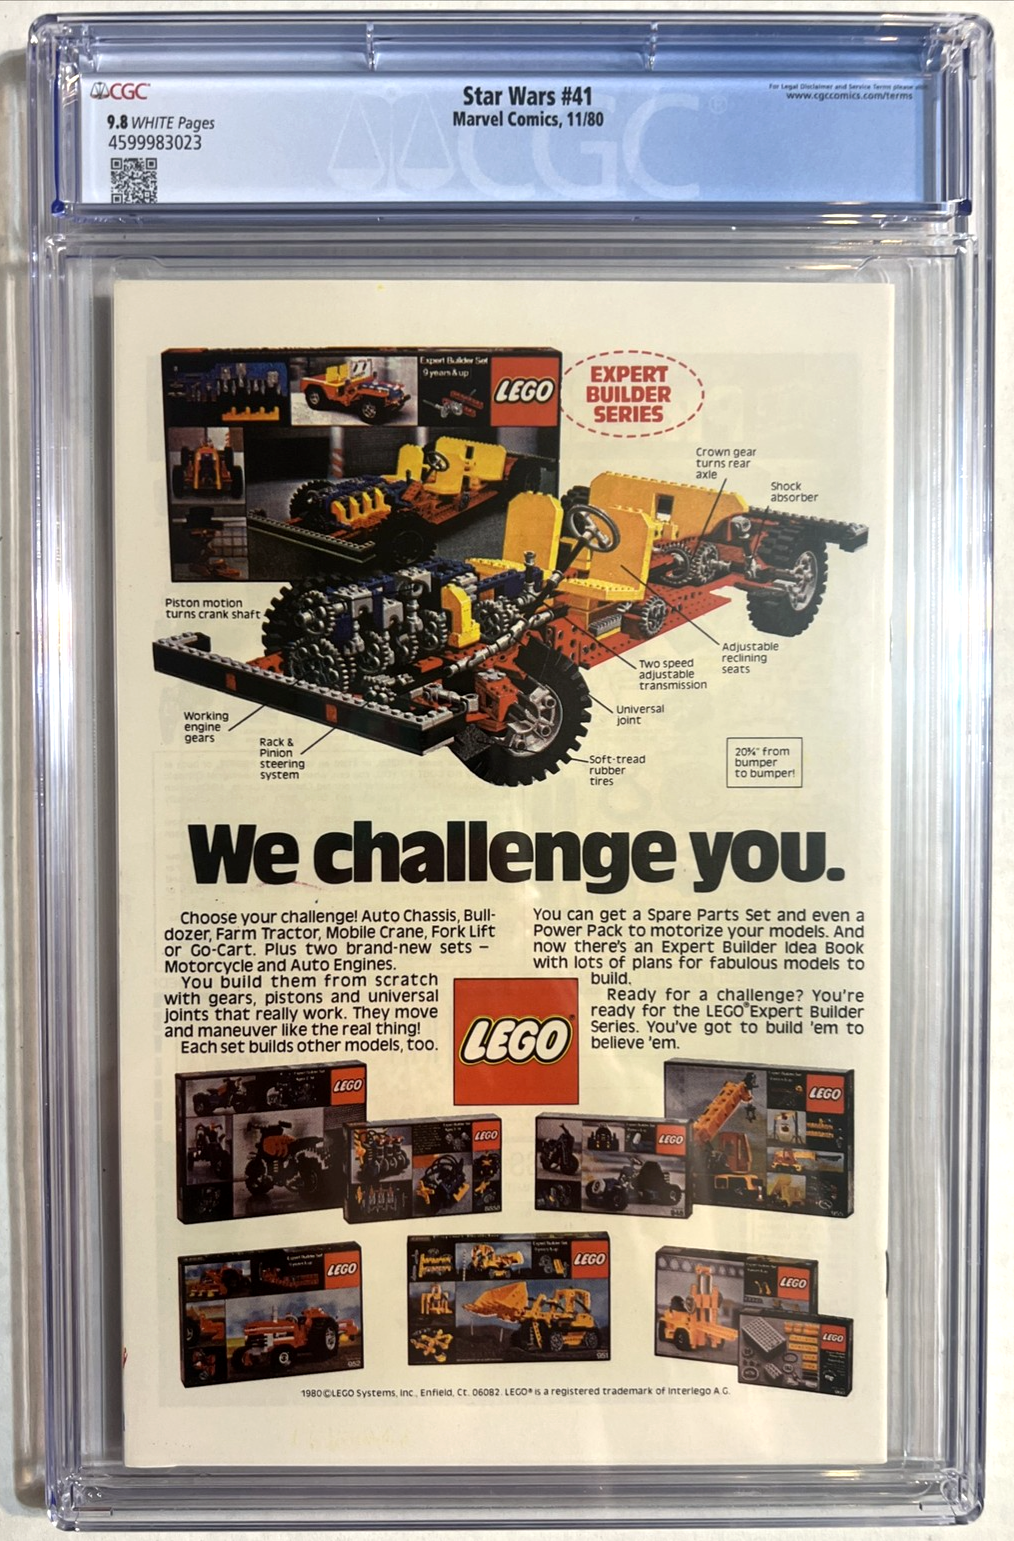 CGC
Star Wars #41
Marvel Comics, 11/80
For Legal Disclaimer and Service Terms please
www.cgccomics.com/terms
9.8 WHITE Pages
4599983023
CGC
Expert Builder Set
9 years & up
LEGO
EXPERT
BUILDER
SERIES
Crown gear
turns rear
axle
Shock
absorber
Piston motion
turns crank shaft
Adjustable
reclining
seats
Two speed
adjustable
transmission
Universal
joint
Working
engine
gears
Rack &
Pinion
steering
system
Soft-tread
rubber
tires
20¾" from
bumper
to bumper!
We challenge you.
Choose your challenge! Auto Chassis, Bull-
dozer, Farm Tractor, Mobile Crane, Fork Lift
or Go-Cart. Plus two brand-new sets –
Motorcycle and Auto Engines.
You build them from scratch
with gears, pistons and universal
joints that really work. They move
and maneuver like the real thing!
Each set builds other models, too.
You can get a Spare Parts Set and even a
Power Pack to motorize your models. And
now there's an Expert Builder Idea Book
with lots of plans for fabulous models to
build.
Ready for a challenge? You're
ready for the LEGO® Expert Builder
Series. You've got to build 'em to
believe 'em.
LEGO
LEGO
LEGO
8858
LEGO
948
LEGO
955
LEGO
952
LEGO
951
LEGO
LEGO
1980 © LEGO Systems, Inc., Enfield, Ct. 06082. LEGO® is a registered trademark of Interlego A.G.